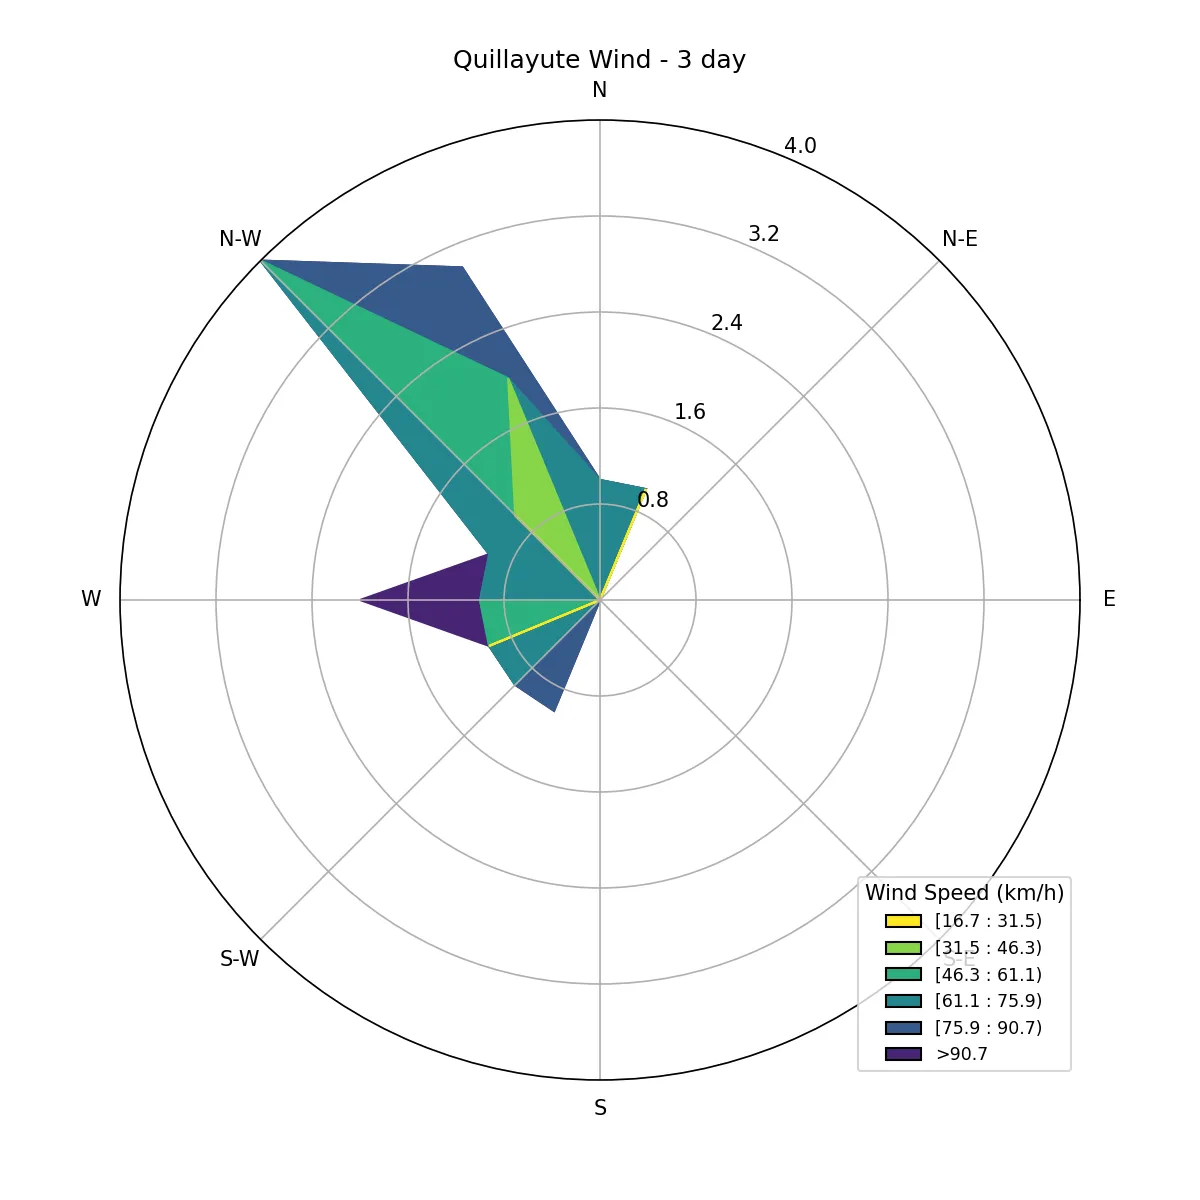 Quillayute Wind - 3 day
N
4.0
N-W
3.2
N-E
2.4
1.6
0.8
W
E
Wind Speed (km/h)
[16.7 : 31.5)
[31.5 : 46.3)
S-W
S-E
[46.3 : 61.1)
[61.1 : 75.9)
[75.9 : 90.7)
>90.7
S